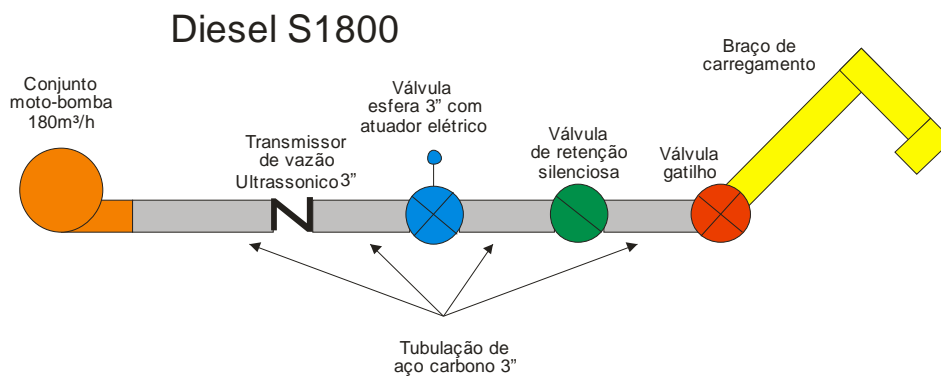 Diesel S1800
Braço de
carregamento
Conjunto
moto-bomba
180m³/h
Válvula
esfera 3” com
atuador elétrico
Transmissor
de vazão
Ultrassonico 3”
Válvula
de retenção
silenciosa
Válvula
gatilho
Tubulação de
aço carbono 3”